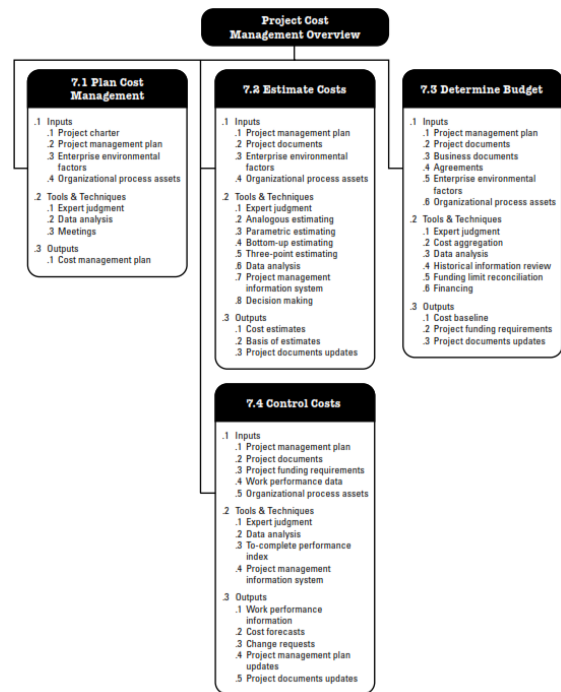 Project Cost
Management Overview
7.1 Plan Cost
Management
.1 Inputs
.1 Project charter
.2 Project management plan
.3 Enterprise environmental
factors
.4 Organizational process assets
.2 Tools & Techniques
.1 Expert judgment
.2 Data analysis
.3 Meetings
.3 Outputs
.1 Cost management plan
7.2 Estimate Costs
.1 Inputs
.1 Project management plan
.2 Project documents
.3 Enterprise environmental
factors
.4 Organizational process assets
.2 Tools & Techniques
.1 Expert judgment
.2 Analogous estimating
.3 Parametric estimating
.4 Bottom-up estimating
.5 Three-point estimating
.6 Data analysis
.7 Project management
information system
.8 Decision making
.3 Outputs
.1 Cost estimates
.2 Basis of estimates
.3 Project documents updates
7.3 Determine Budget
.1 Inputs
.1 Project management plan
.2 Project documents
.3 Business documents
.4 Agreements
.5 Enterprise environmental
factors
.6 Organizational process assets
.2 Tools & Techniques
.1 Expert judgment
.2 Cost aggregation
.3 Data analysis
.4 Historical information review
.5 Funding limit reconciliation
.6 Financing
.3 Outputs
.1 Cost baseline
.2 Project funding requirements
.3 Project documents updates
7.4 Control Costs
.1 Inputs
.1 Project management plan
.2 Project documents
.3 Project funding requirements
.4 Work performance data
.5 Organizational process assets
.2 Tools & Techniques
.1 Expert judgment
.2 Data analysis
.3 To-complete performance
index
.4 Project management
information system
.3 Outputs
.1 Work performance
information
.2 Cost forecasts
.3 Change requests
.4 Project management plan
updates
.5 Project documents updates